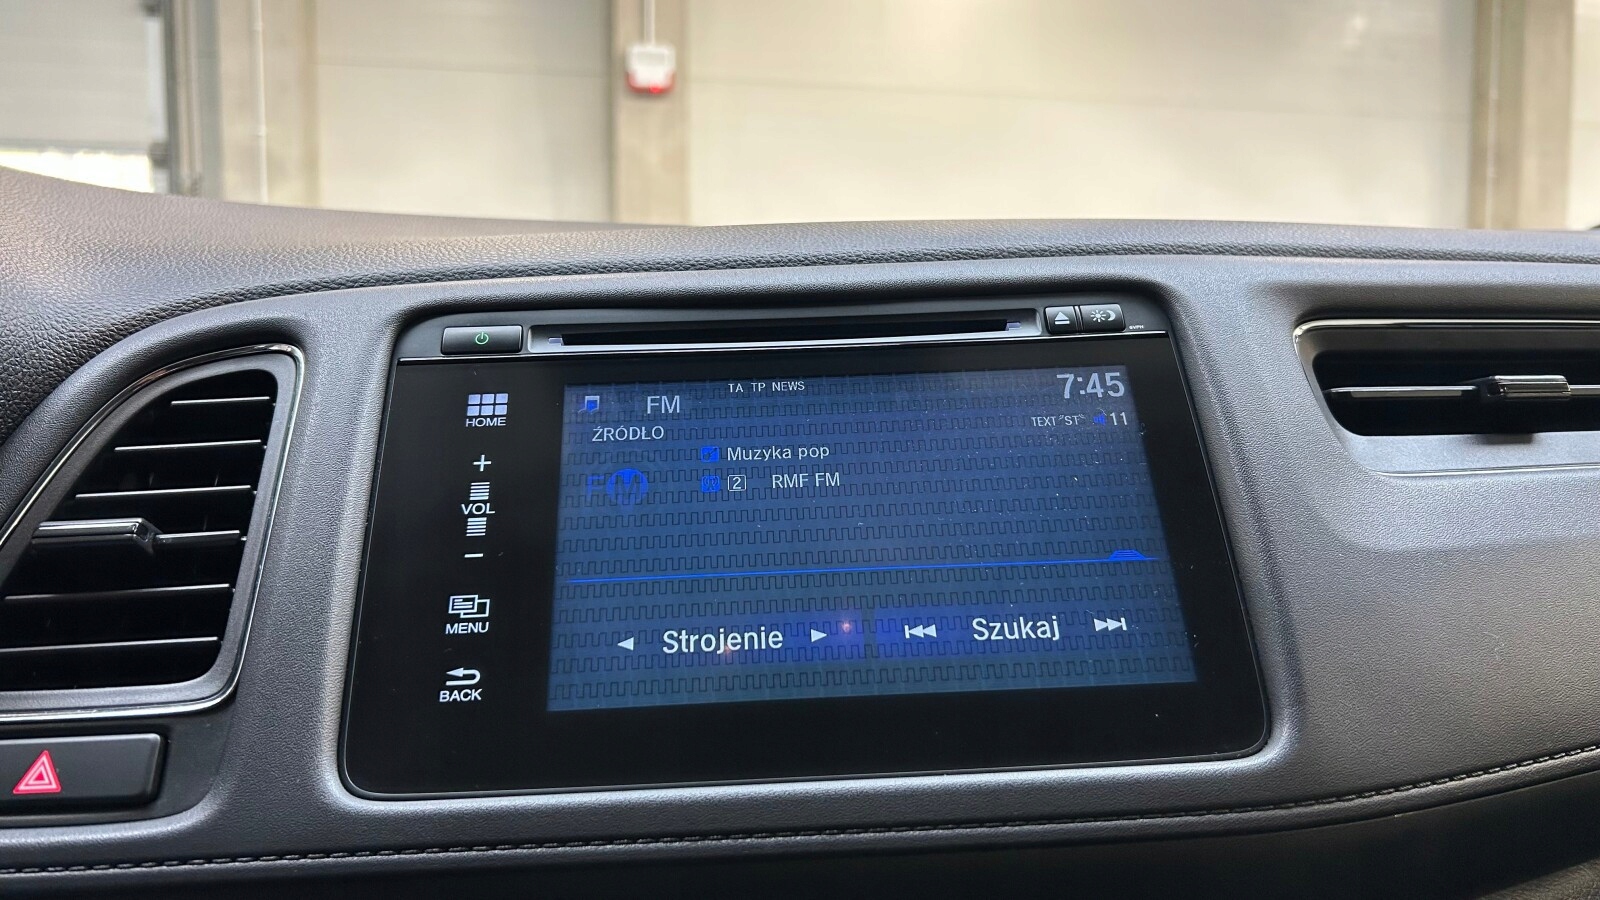 HOME
+
VOL
−
MENU
BACK
TA TP NEWS
7:45
FM
TEXT ST 11
ŹRÓDŁO
Muzyka pop
2 RMF FM
Strojenie
Szukaj